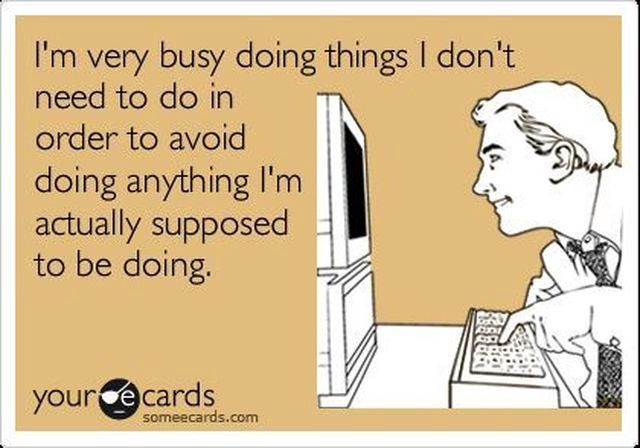 I'm very busy doing things I don't
need to do in
order to avoid
doing anything I'm
actually supposed
to be doing.
your e cards
someecards.com